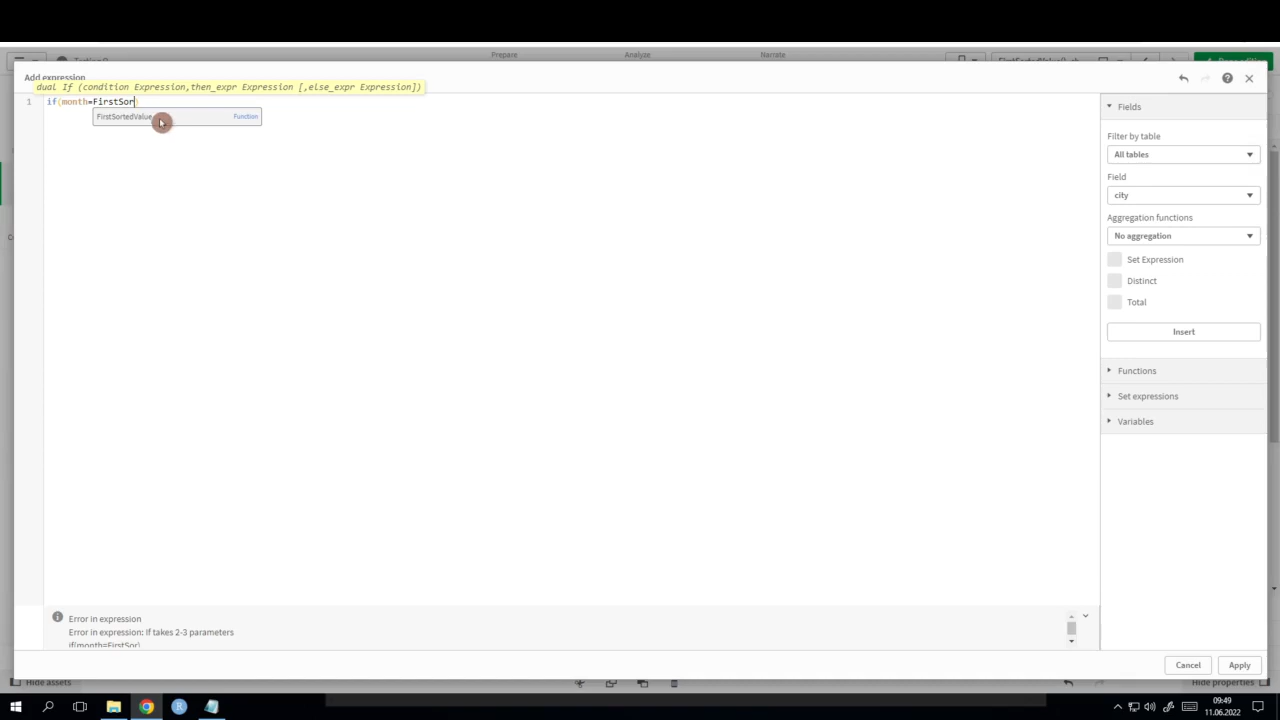 Prepare
Analyze
Narrate
Add expression
dual If (condition Expression,then_expr Expression [,else_expr Expression])
1
if(month=FirstSor)
FirstSortedValue
Function
Fields
Filter by table
All tables
Field
city
Aggregation functions
No aggregation
Set Expression
Distinct
Total
Insert
Functions
Set expressions
Variables
Error in expression
Error in expression: If takes 2-3 parameters
if(month=FirstSor)
Cancel
Apply
Hide assets
Hide properties
09:49
11.06.2022